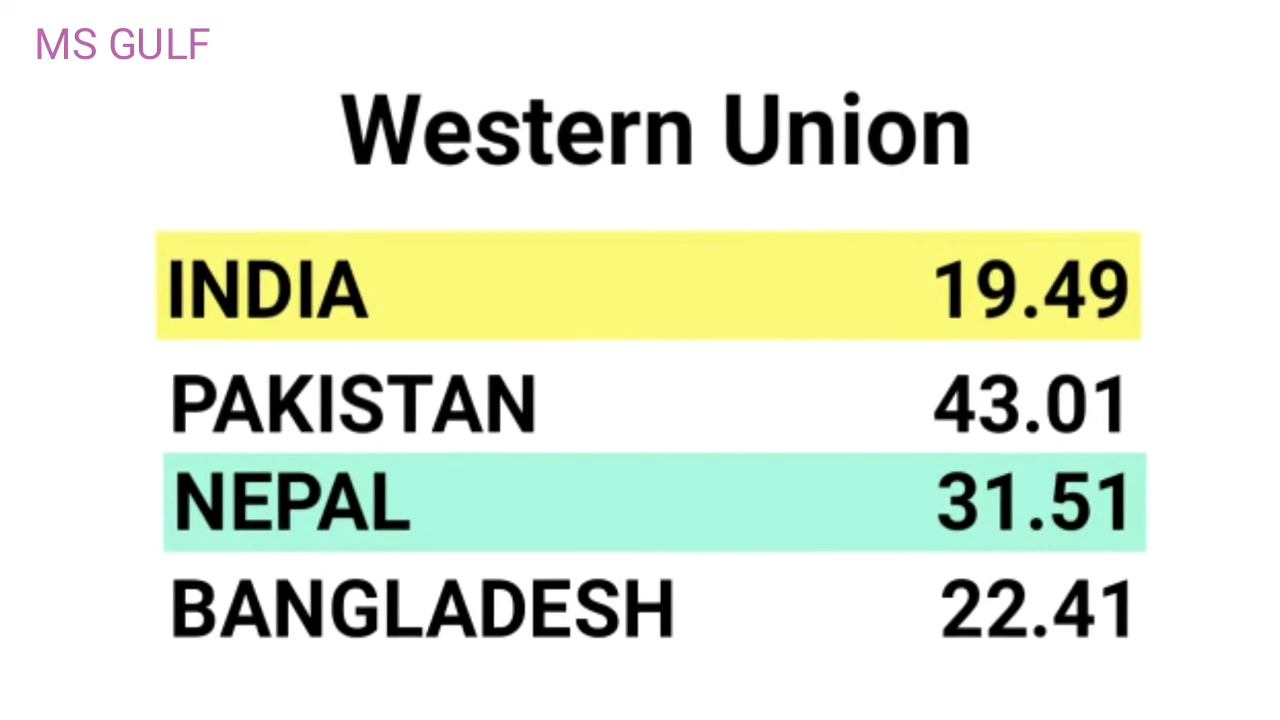 MS GULF
Western Union
INDIA 19.49
PAKISTAN 43.01
NEPAL 31.51
BANGLADESH 22.41